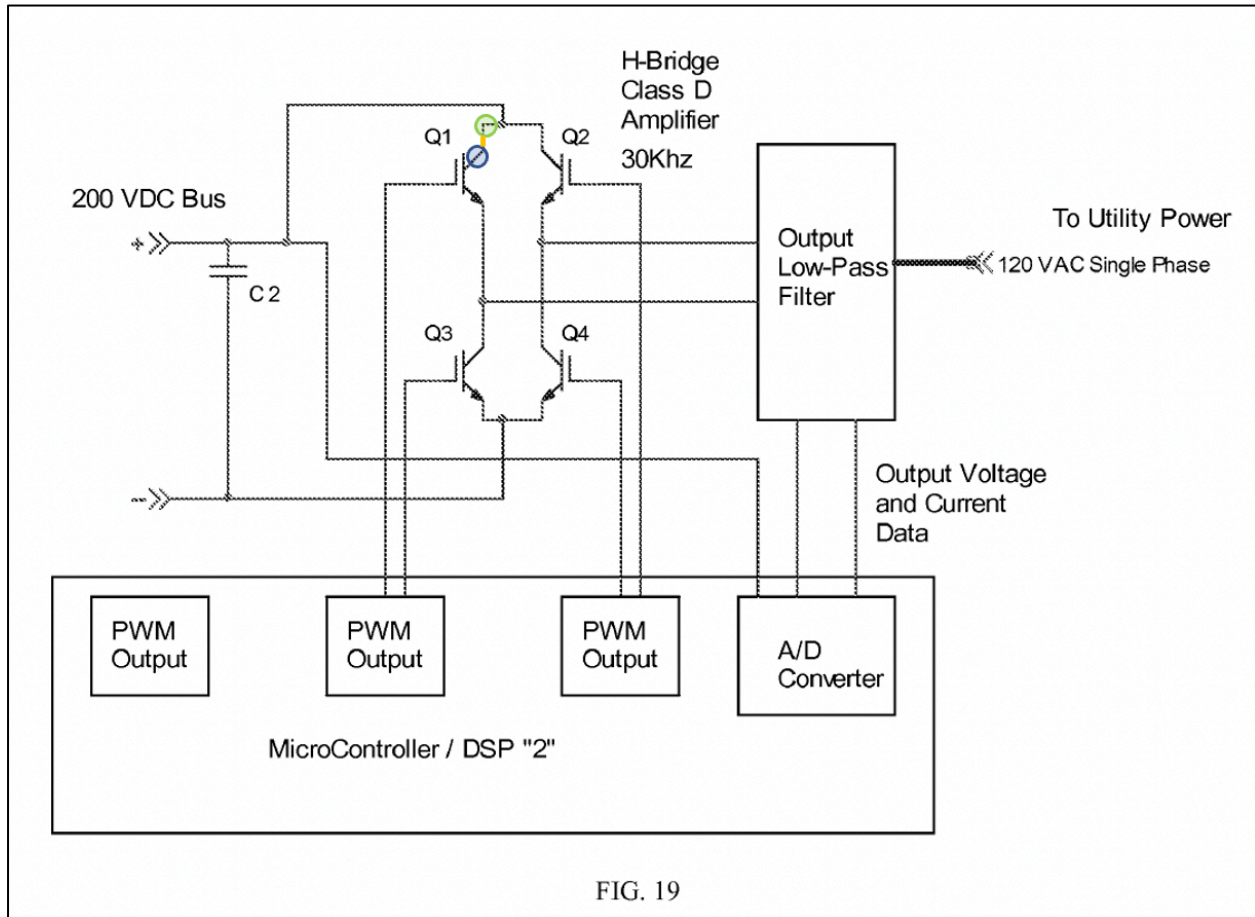 H-Bridge
Class D
Amplifier
30Khz
Q1
Q2
200 VDC Bus
+
C2
Q3
Q4
-
Output
Low-Pass
Filter
To Utility Power
120 VAC Single Phase
Output Voltage
and Current
Data
PWM
Output
PWM
Output
PWM
Output
A/D
Converter
MicroController / DSP "2"
FIG. 19